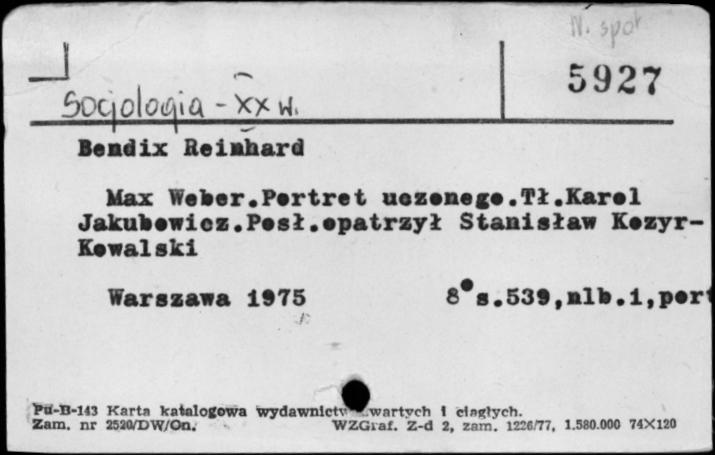 N. społ.
5927
Socjologia - XX w.
Bendix Reinhard
Max Weber.Portret uczonego.Tł.Karol
Jakubowicz.Posł.opatrzył Stanisław Kozyr-
Kowalski
Warszawa 1975 8° s.539,nlb.1,port
Pu-B-143 Karta katalogowa wydawnictw zwartych i ciągłych.
Zam. nr 2520/DW/On. WZGraf. Z-d 2, zam. 1226/77, 1.580.000 74X120